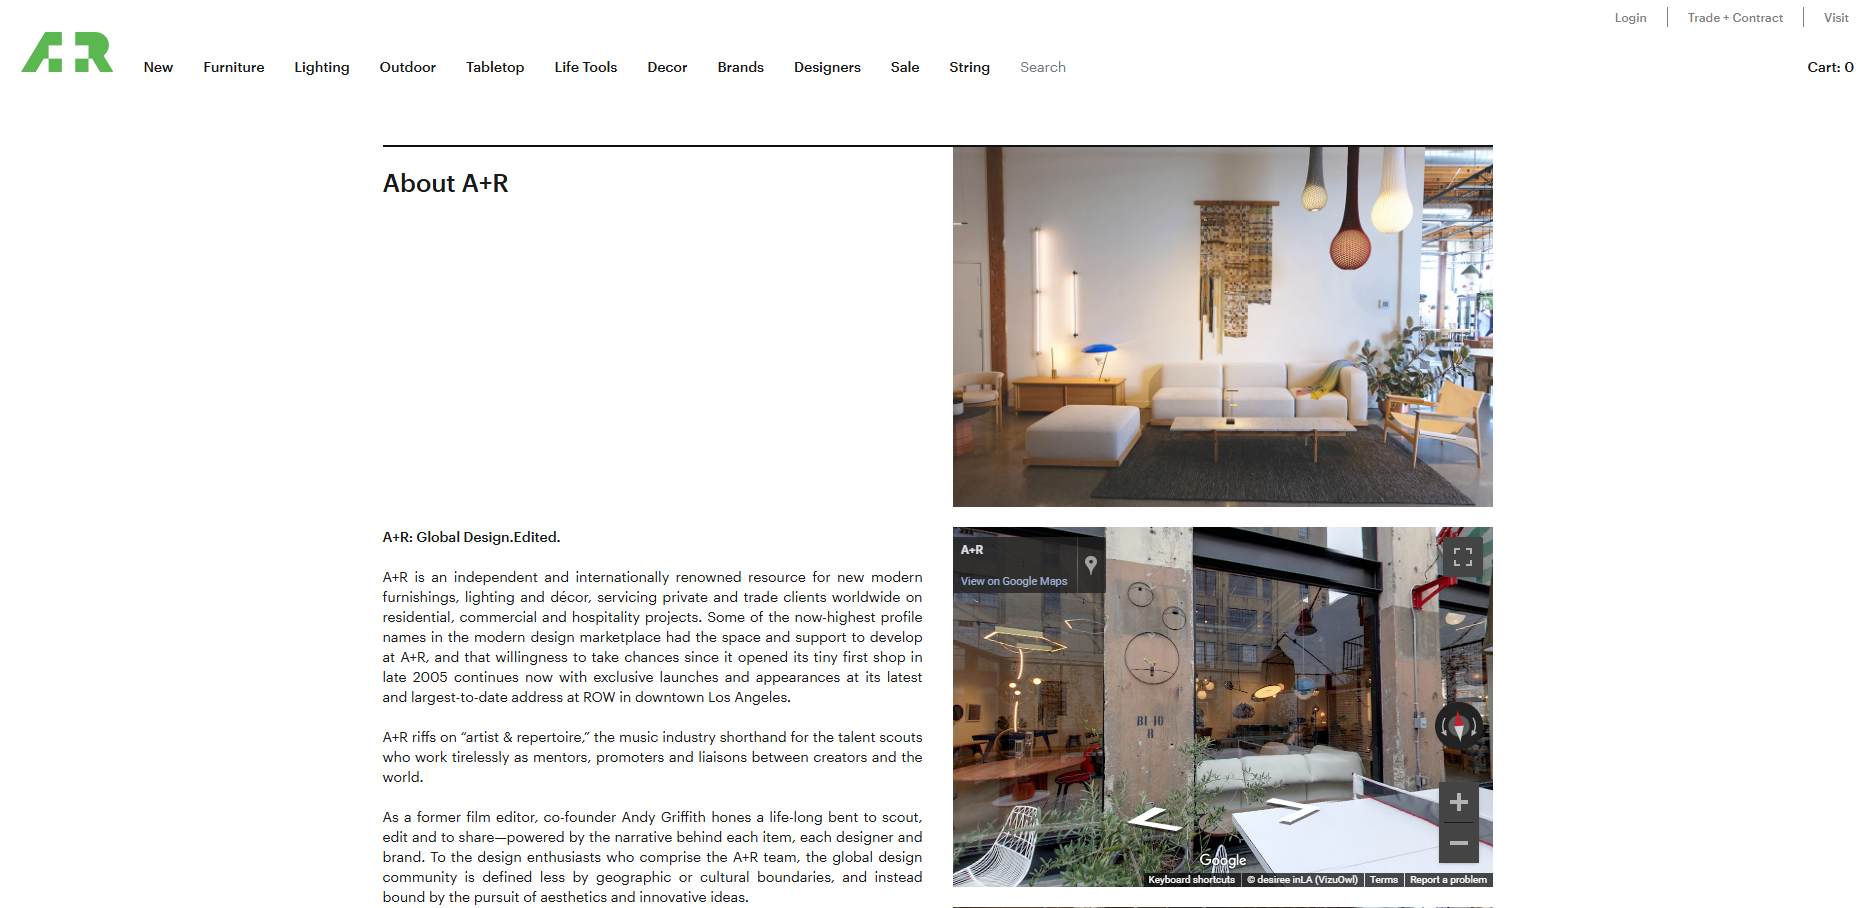 Login
Trade + Contract
Visit
A+R
New
Furniture
Lighting
Outdoor
Tabletop
Life Tools
Decor
Brands
Designers
Sale
String
Search
Cart: 0
About A+R
A+R: Global Design.Edited.
A+R is an independent and internationally renowned resource for new modern
furnishings, lighting and décor, servicing private and trade clients worldwide on
residential, commercial and hospitality projects. Some of the now-highest profile
names in the modern design marketplace had the space and support to develop
at A+R, and that willingness to take chances since it opened its tiny first shop in
late 2005 continues now with exclusive launches and appearances at its latest
and largest-to-date address at ROW in downtown Los Angeles.
A+R riffs on “artist & repertoire,” the music industry shorthand for the talent scouts
who work tirelessly as mentors, promoters and liaisons between creators and the
world.
As a former film editor, co-founder Andy Griffith hones a life-long bent to scout,
edit and to share—powered by the narrative behind each item, each designer and
brand. To the design enthusiasts who comprise the A+R team, the global design
community is defined less by geographic or cultural boundaries, and instead
bound by the pursuit of aesthetics and innovative ideas.
A+R
View on Google Maps
Google
Keyboard shortcuts
© desiree inLA (VizuOwl)
Terms
Report a problem